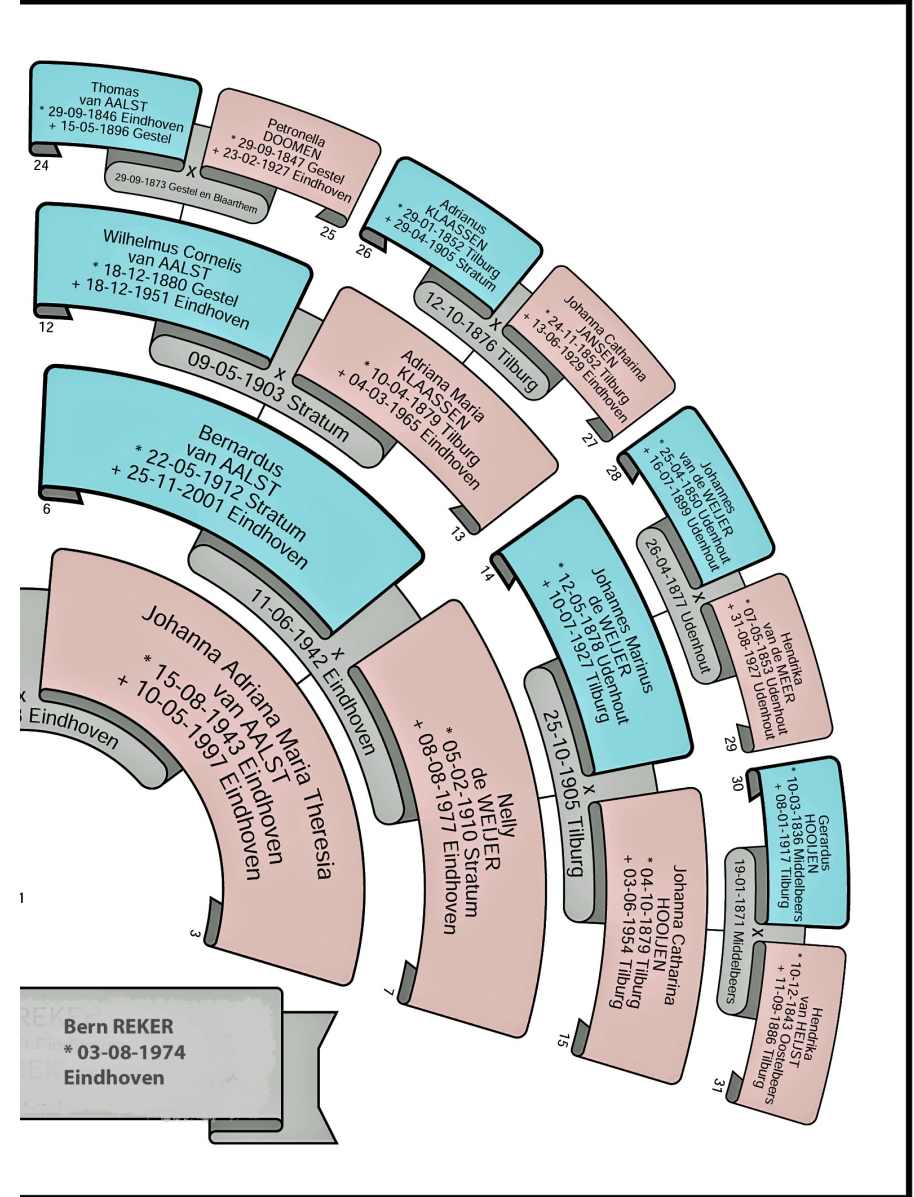 Thomas
van AALST
* 29-09-1846 Eindhoven
+ 15-05-1896 Gestel
24
X
29-09-1873 Gestel en Blaarthem
Petronella
DOOMEN
* 29-09-1847 Gestel
+ 23-02-1927 Eindhoven
25
Adrianus
KLAASSEN
* 29-01-1852 Tilburg
+ 29-04-1905 Stratum
26
X
12-10-1876 Tilburg
Johanna Catharina
JANSEN
* 24-11-1852 Tilburg
+ 13-06-1929 Eindhoven
27
Johannes
van de WEIJER
* 25-04-1850 Udenhout
+ 16-07-1899 Udenhout
28
X
26-04-1877 Udenhout
Hendrika
van de MEER
* 07-05-1853 Udenhout
+ 31-08-1927 Udenhout
29
Gerardus
HOOIJEN
* 10-03-1836 Middelbeers
+ 08-01-1917 Tilburg
30
X
19-01-1871 Middelbeers
Hendrika
van HEIJST
* 10-12-1843 Oostelbeers
+ 11-09-1886 Tilburg
31
Wilhelmus Cornelis
van AALST
* 18-12-1880 Gestel
+ 18-12-1951 Eindhoven
12
X
09-05-1903 Stratum
Adriana Maria
KLAASSEN
* 10-04-1879 Tilburg
+ 04-03-1965 Eindhoven
13
Johannes Marinus
de WEIJER
* 12-05-1878 Udenhout
+ 10-07-1927 Tilburg
14
X
25-10-1905 Tilburg
Johanna Catharina
HOOIJEN
* 04-10-1879 Tilburg
+ 03-06-1954 Tilburg
15
Bernardus
van AALST
* 22-05-1912 Stratum
+ 25-11-2001 Eindhoven
6
X
11-06-1942 Eindhoven
Nelly
de WEIJER
* 05-02-1910 Stratum
+ 08-08-1977 Eindhoven
7
Johanna Adriana Maria Theresia
van AALST
* 15-08-1943 Eindhoven
+ 10-05-1997 Eindhoven
3
X
Eindhoven
1
Bern REKER
* 03-08-1974
Eindhoven